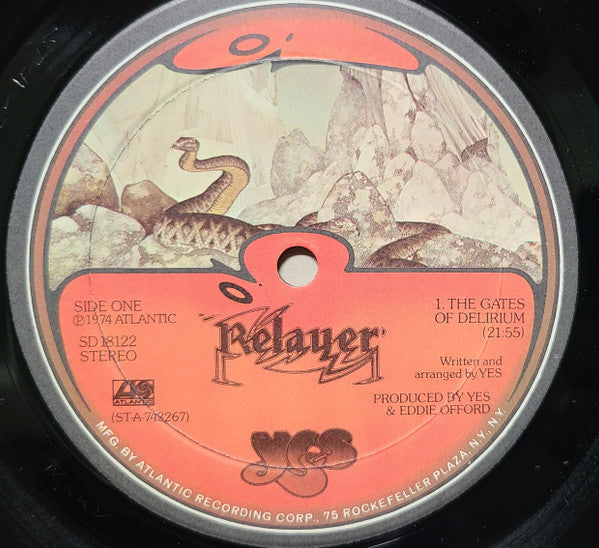 SIDE ONE
℗1974 ATLANTIC
SD 18122
STEREO
ATLANTIC
(ST-A-743267)
"Relayer"
1. THE GATES
OF DELIRIUM
(21:55)
Written and
arranged by YES
PRODUCED BY YES
& EDDIE OFFORD
yes
MFG. BY ATLANTIC RECORDING CORP., 75 ROCKEFELLER PLAZA, N.Y., N.Y.